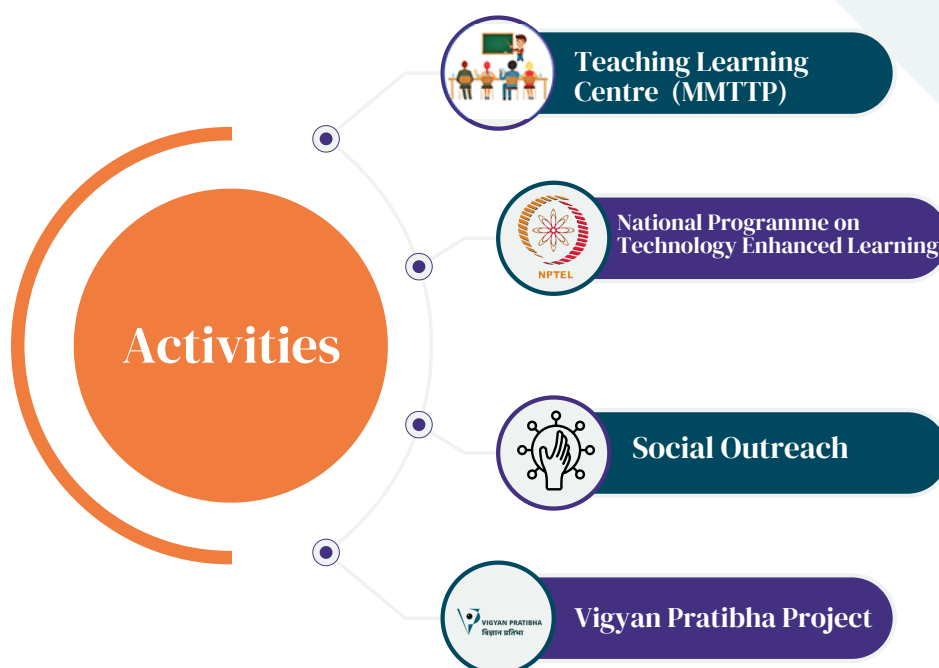 Teaching Learning
Centre (MMTTP)
National Programme on
Technology Enhanced Learning
NPTEL
Activities
Social Outreach
Vigyan Pratibha Project
VIGYAN PRATIBHA
विज्ञान प्रतिभा